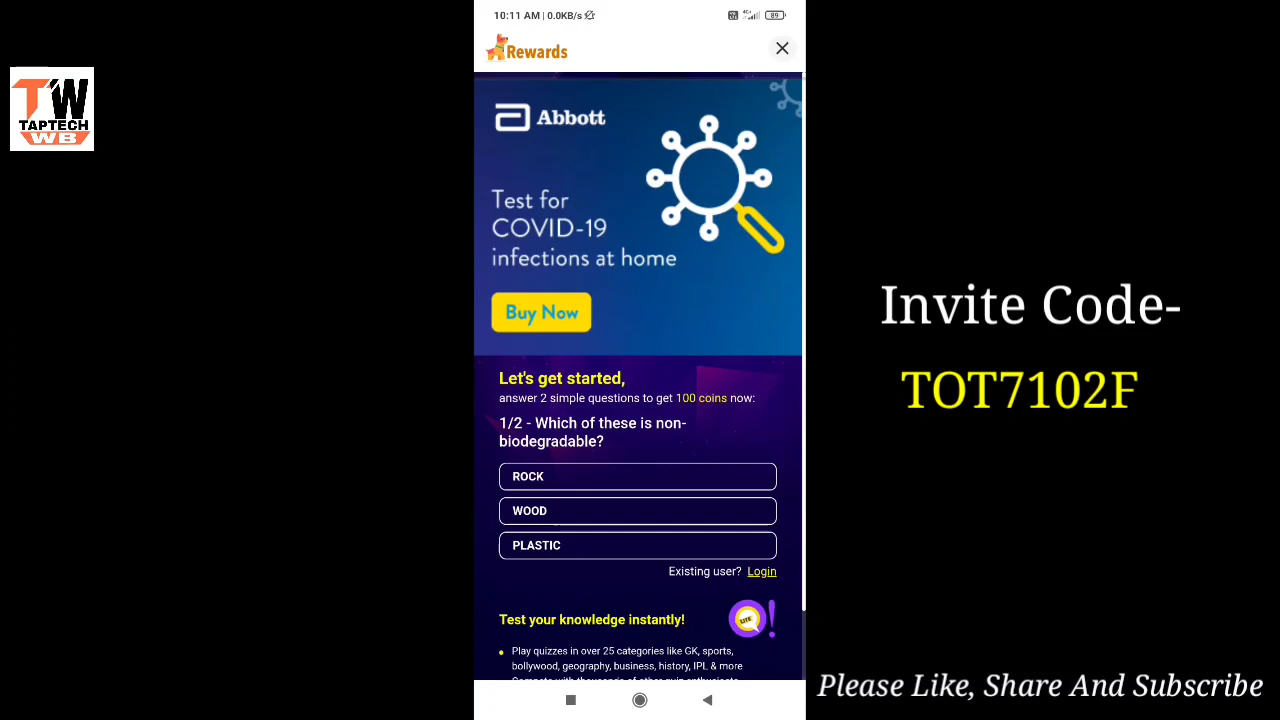 10:11 AM | 0.0KB/s
89
Rewards
TW
TAPTECH
WB
Abbott
Test for
COVID-19
infections at home
Buy Now
Let's get started,
answer 2 simple questions to get 100 coins now:
1/2 - Which of these is non-
biodegradable?
ROCK
WOOD
PLASTIC
Existing user? Login
Test your knowledge instantly!
Play quizzes in over 25 categories like GK, sports,
bollywood, geography, business, history, IPL & more
Invite Code-
TOT7102F
Please Like, Share And Subscribe